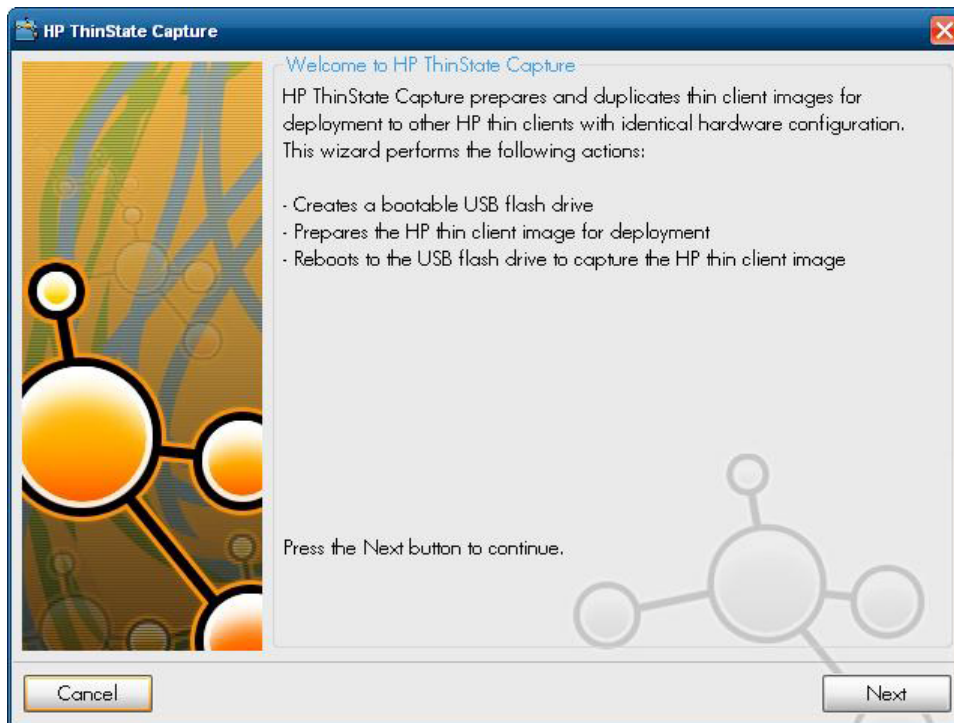 HP ThinState Capture
Welcome to HP ThinState Capture
HP ThinState Capture prepares and duplicates thin client images for
deployment to other HP thin clients with identical hardware configuration.
This wizard performs the following actions:
- Creates a bootable USB flash drive
- Prepares the HP thin client image for deployment
- Reboots to the USB flash drive to capture the HP thin client image
Press the Next button to continue.
Cancel
Next